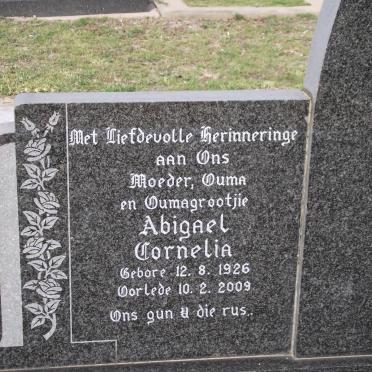 Met Liefdevolle Herinneringe
aan Ons
Moeder, Ouma
en Oumagrootjie
Abigael
Cornelia
Gebore 12. 8. 1926
Oorlede 10. 2. 2009
Ons gun U die rus..